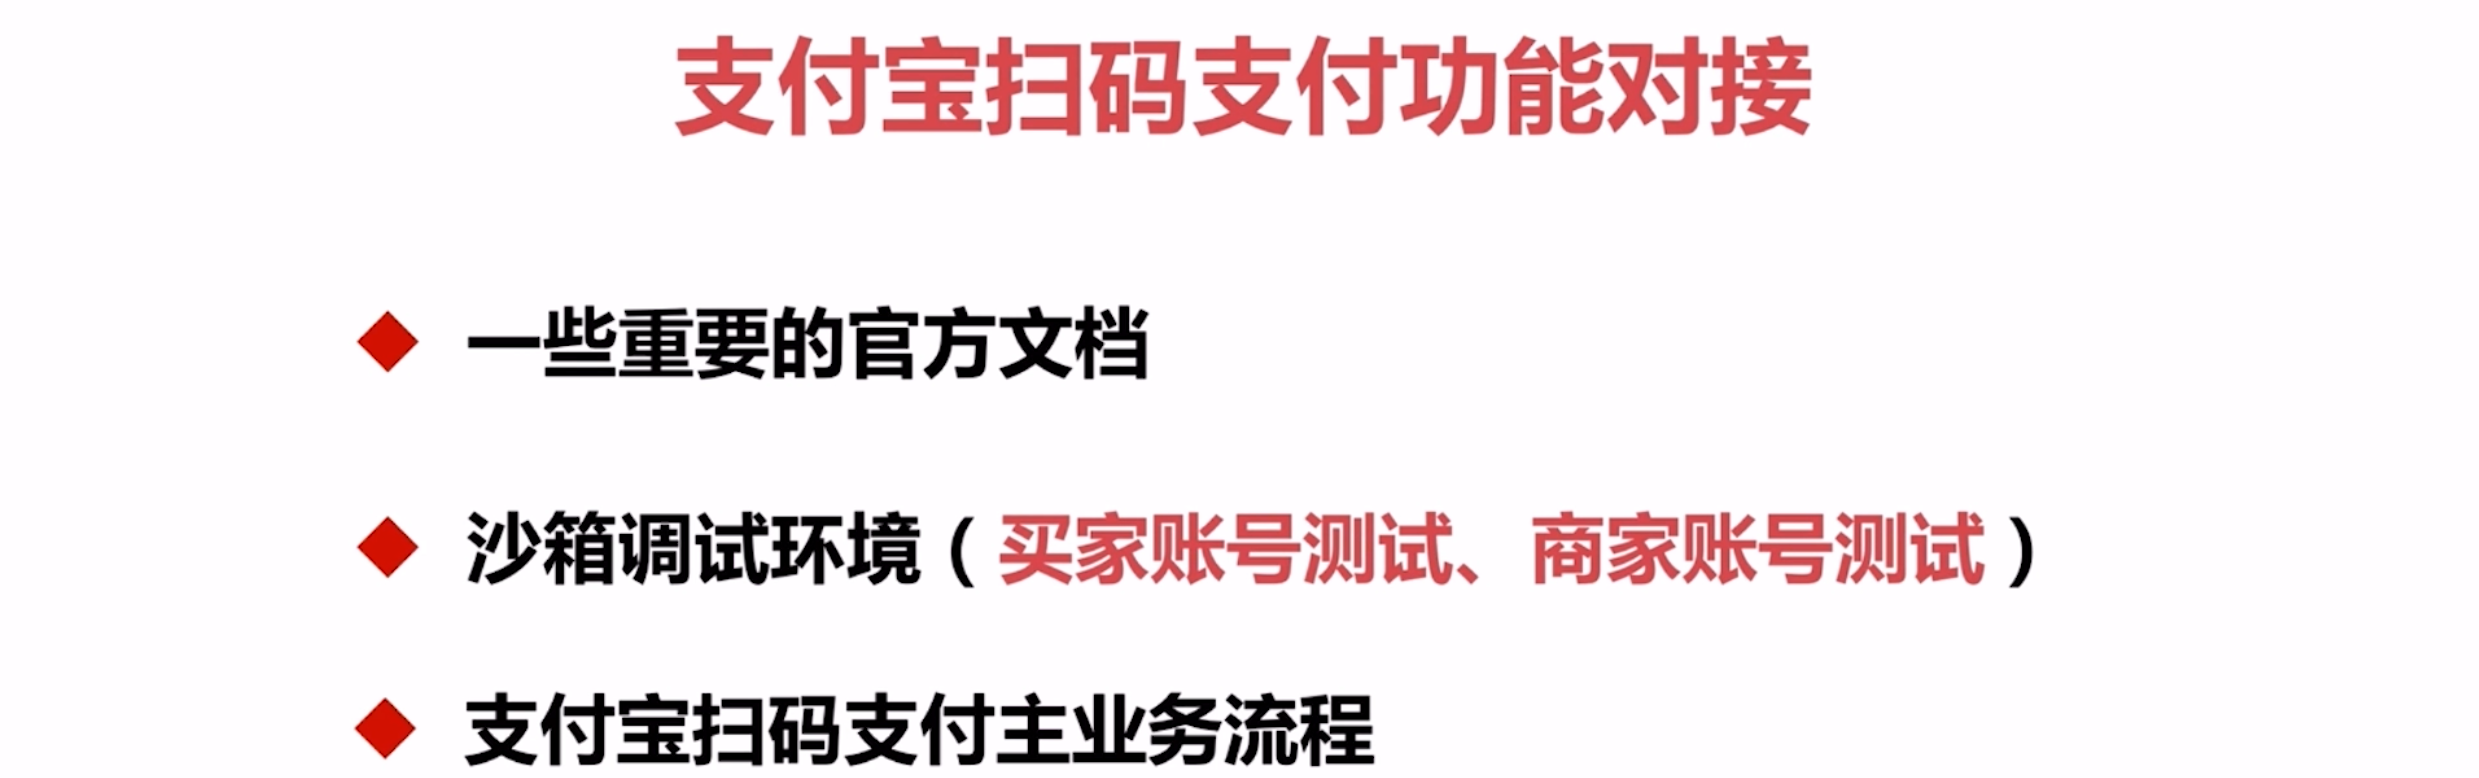 支付宝扫码支付功能对接
一些重要的官方文档
沙箱调试环境（买家账号测试、商家账号测试）
支付宝扫码支付主业务流程